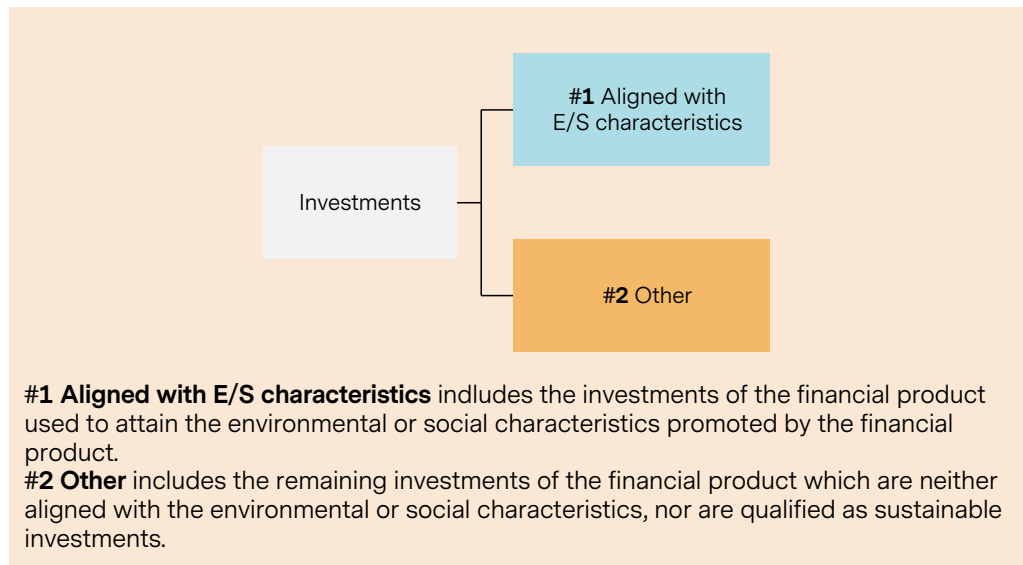 #1 Aligned with
E/S characteristics
Investments
#2 Other
#1 Aligned with E/S characteristics indludes the investments of the financial product
used to attain the environmental or social characteristics promoted by the financial
product.
#2 Other includes the remaining investments of the financial product which are neither
aligned with the environmental or social characteristics, nor are qualified as sustainable
investments.